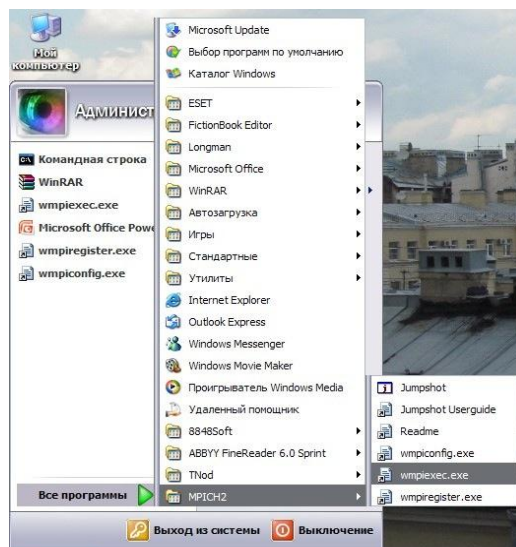 Мой
компьютер
Админист
Командная строка
WinRAR
wmpiexec.exe
Microsoft Office Powe
wmpiregister.exe
wmpiconfig.exe
Все программы
Microsoft Update
Выбор программ по умолчанию
Каталог Windows
ESET
FictionBook Editor
Longman
Microsoft Office
WinRAR
Автозагрузка
Игры
Стандартные
Утилиты
Internet Explorer
Outlook Express
Windows Messenger
Windows Movie Maker
Проигрыватель Windows Media
Удаленный помощник
8848Soft
ABBYY FineReader 6.0 Sprint
TNod
MPICH2
Jumpshot
Jumpshot Userguide
Readme
wmpiconfig.exe
wmpiexec.exe
wmpiregister.exe
Выход из системы
Выключение